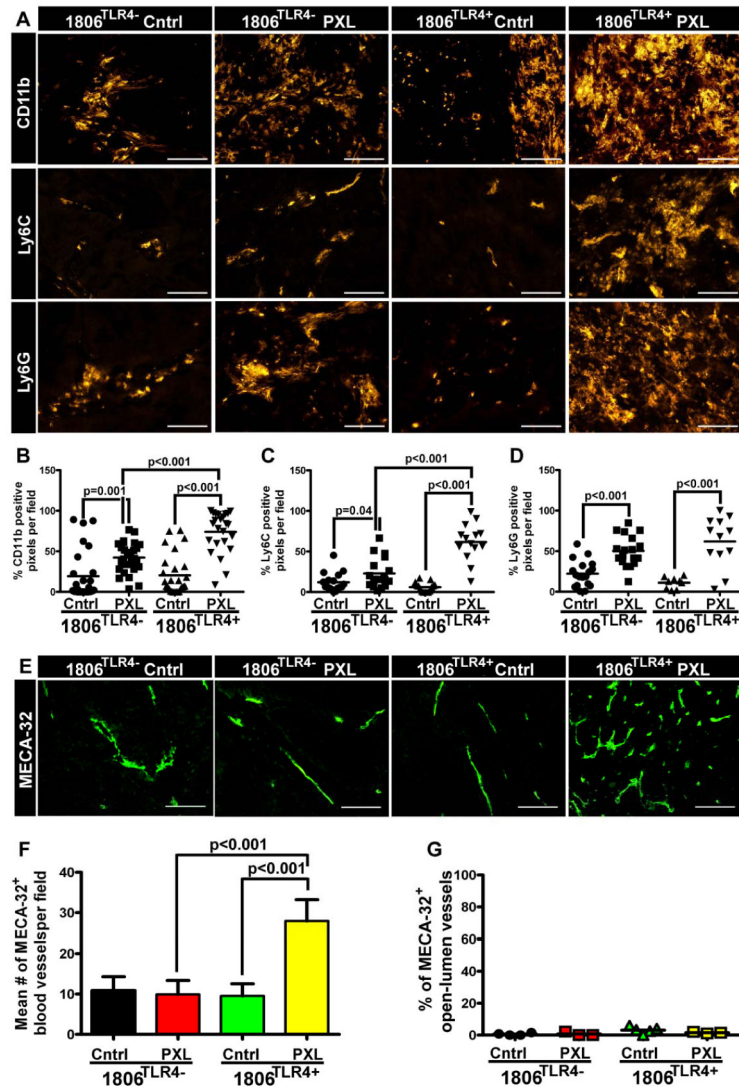 A
1806TLR4- Cntrl
1806TLR4- PXL
1806TLR4+ Cntrl
1806TLR4+ PXL
CD11b
Ly6C
Ly6G
B
% CD11b positive
pixels per field
150
100
50
0
p=0.001
p<0.001
p<0.001
Cntrl PXL Cntrl PXL
1806TLR4- 1806TLR4+
C
% Ly6C positive
pixels per field
150
100
50
0
p=0.04
p<0.001
p<0.001
Cntrl PXL Cntrl PXL
1806TLR4- 1806TLR4+
D
% Ly6G positive
pixels per field
150
100
50
0
p<0.001
p<0.001
Cntrl PXL Cntrl PXL
1806TLR4- 1806TLR4+
E
1806TLR4- Cntrl
1806TLR4- PXL
1806TLR4+ Cntrl
1806TLR4+ PXL
MECA-32
F
Mean # of MECA-32+
blood vesselsper field
40
30
20
10
0
p<0.001
p<0.001
Cntrl PXL Cntrl PXL
1806TLR4- 1806TLR4+
G
% of MECA-32+
open-lumen vessels
100
80
60
40
20
0
Cntrl PXL Cntrl PXL
1806TLR4- 1806TLR4+